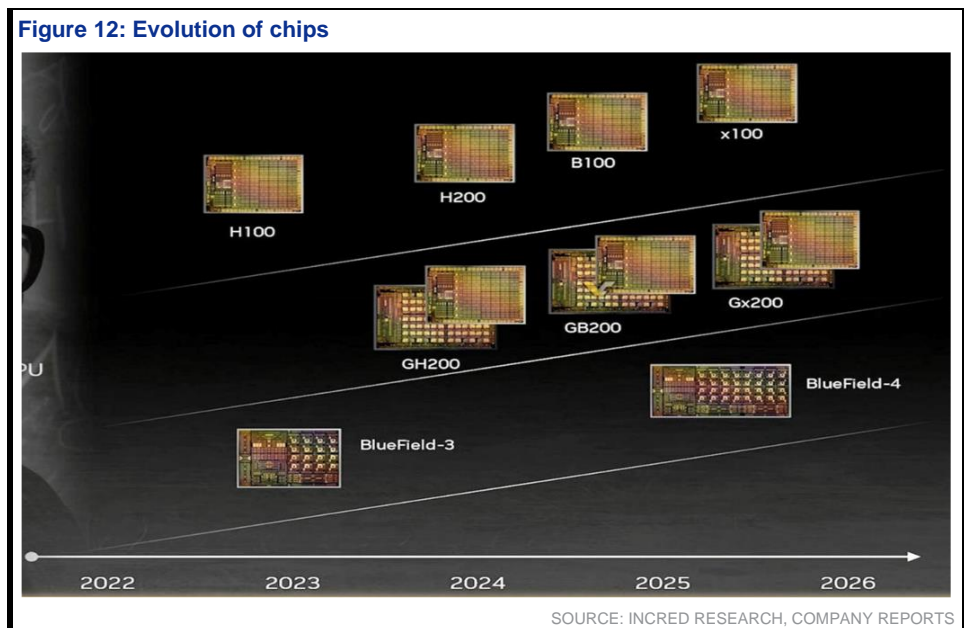 Figure 12: Evolution of chips
x100
B100
H200
H100
Gx200
GB200
GH200
PU
BlueField-4
BlueField-3
2022 2023 2024 2025 2026
SOURCE: INCRED RESEARCH, COMPANY REPORTS